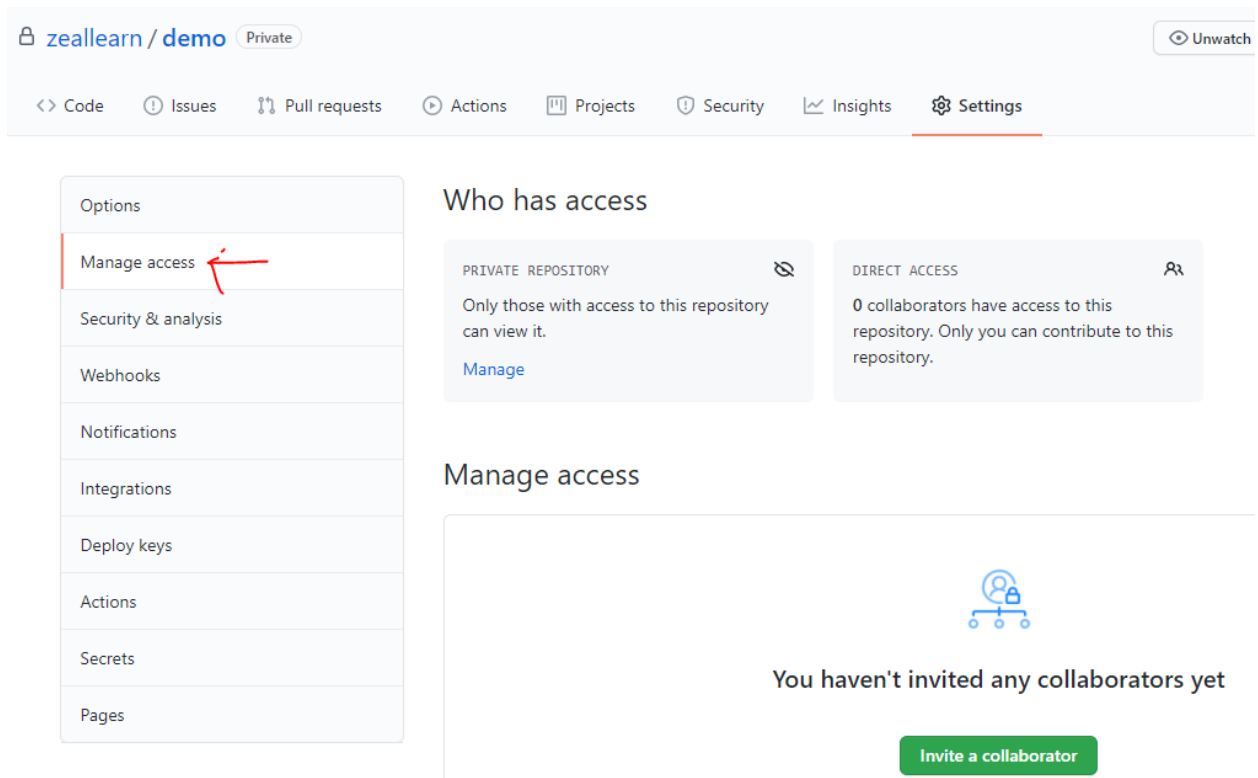 zeallearn / demo Private
Unwatch
Code Issues Pull requests Actions Projects Security Insights Settings
Options
Manage access
Security & analysis
Webhooks
Notifications
Integrations
Deploy keys
Actions
Secrets
Pages
Who has access
PRIVATE REPOSITORY
Only those with access to this repository
can view it.
Manage
DIRECT ACCESS
0 collaborators have access to this
repository. Only you can contribute to this
repository.
Manage access
You haven't invited any collaborators yet
Invite a collaborator